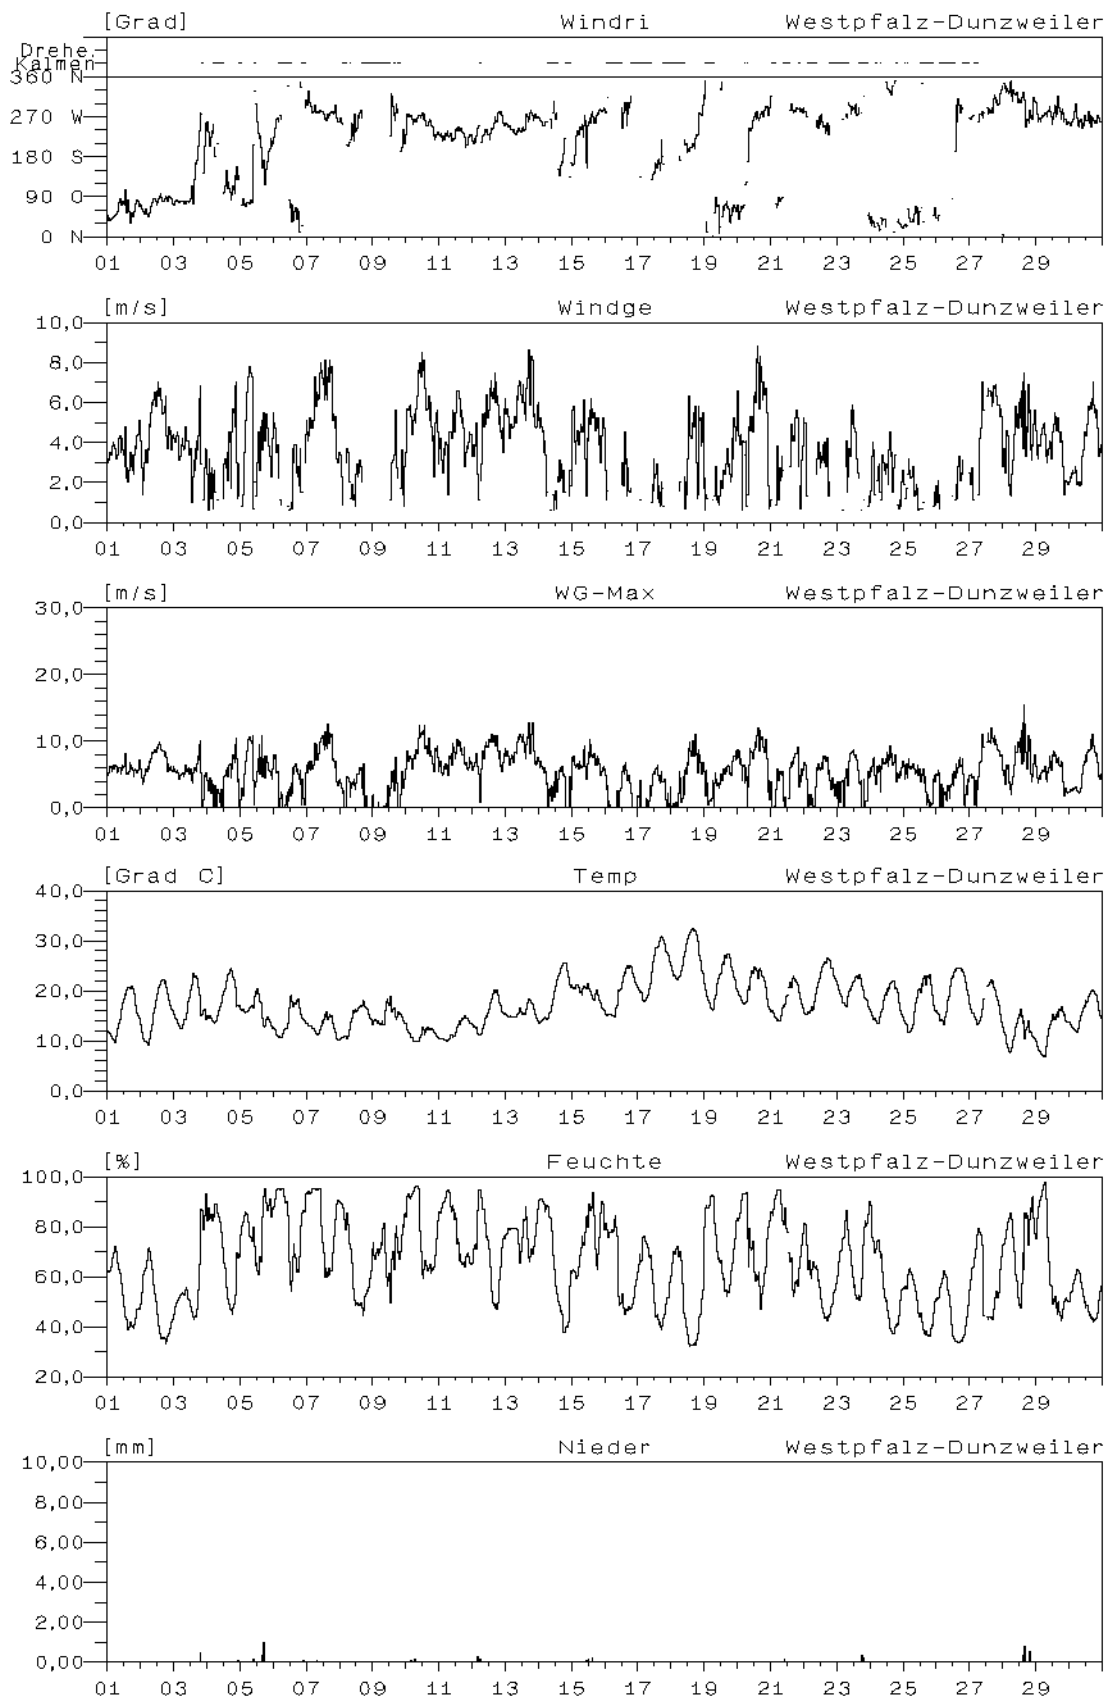 [Grad] Windri Westpfalz-Dunzweiler
Drehe.
Kalmen
360 N
270 W
180 S
90 O
0 N
01 03 05 07 09 11 13 15 17 19 21 23 25 27 29
[m/s] Windge Westpfalz-Dunzweiler
10,0
8,0
6,0
4,0
2,0
0,0
01 03 05 07 09 11 13 15 17 19 21 23 25 27 29
[m/s] WG-Max Westpfalz-Dunzweiler
30,0
20,0
10,0
0,0
01 03 05 07 09 11 13 15 17 19 21 23 25 27 29
[Grad C] Temp Westpfalz-Dunzweiler
40,0
30,0
20,0
10,0
0,0
01 03 05 07 09 11 13 15 17 19 21 23 25 27 29
[%] Feuchte Westpfalz-Dunzweiler
100,0
80,0
60,0
40,0
20,0
01 03 05 07 09 11 13 15 17 19 21 23 25 27 29
[mm] Nieder Westpfalz-Dunzweiler
10,00
8,00
6,00
4,00
2,00
0,00
01 03 05 07 09 11 13 15 17 19 21 23 25 27 29